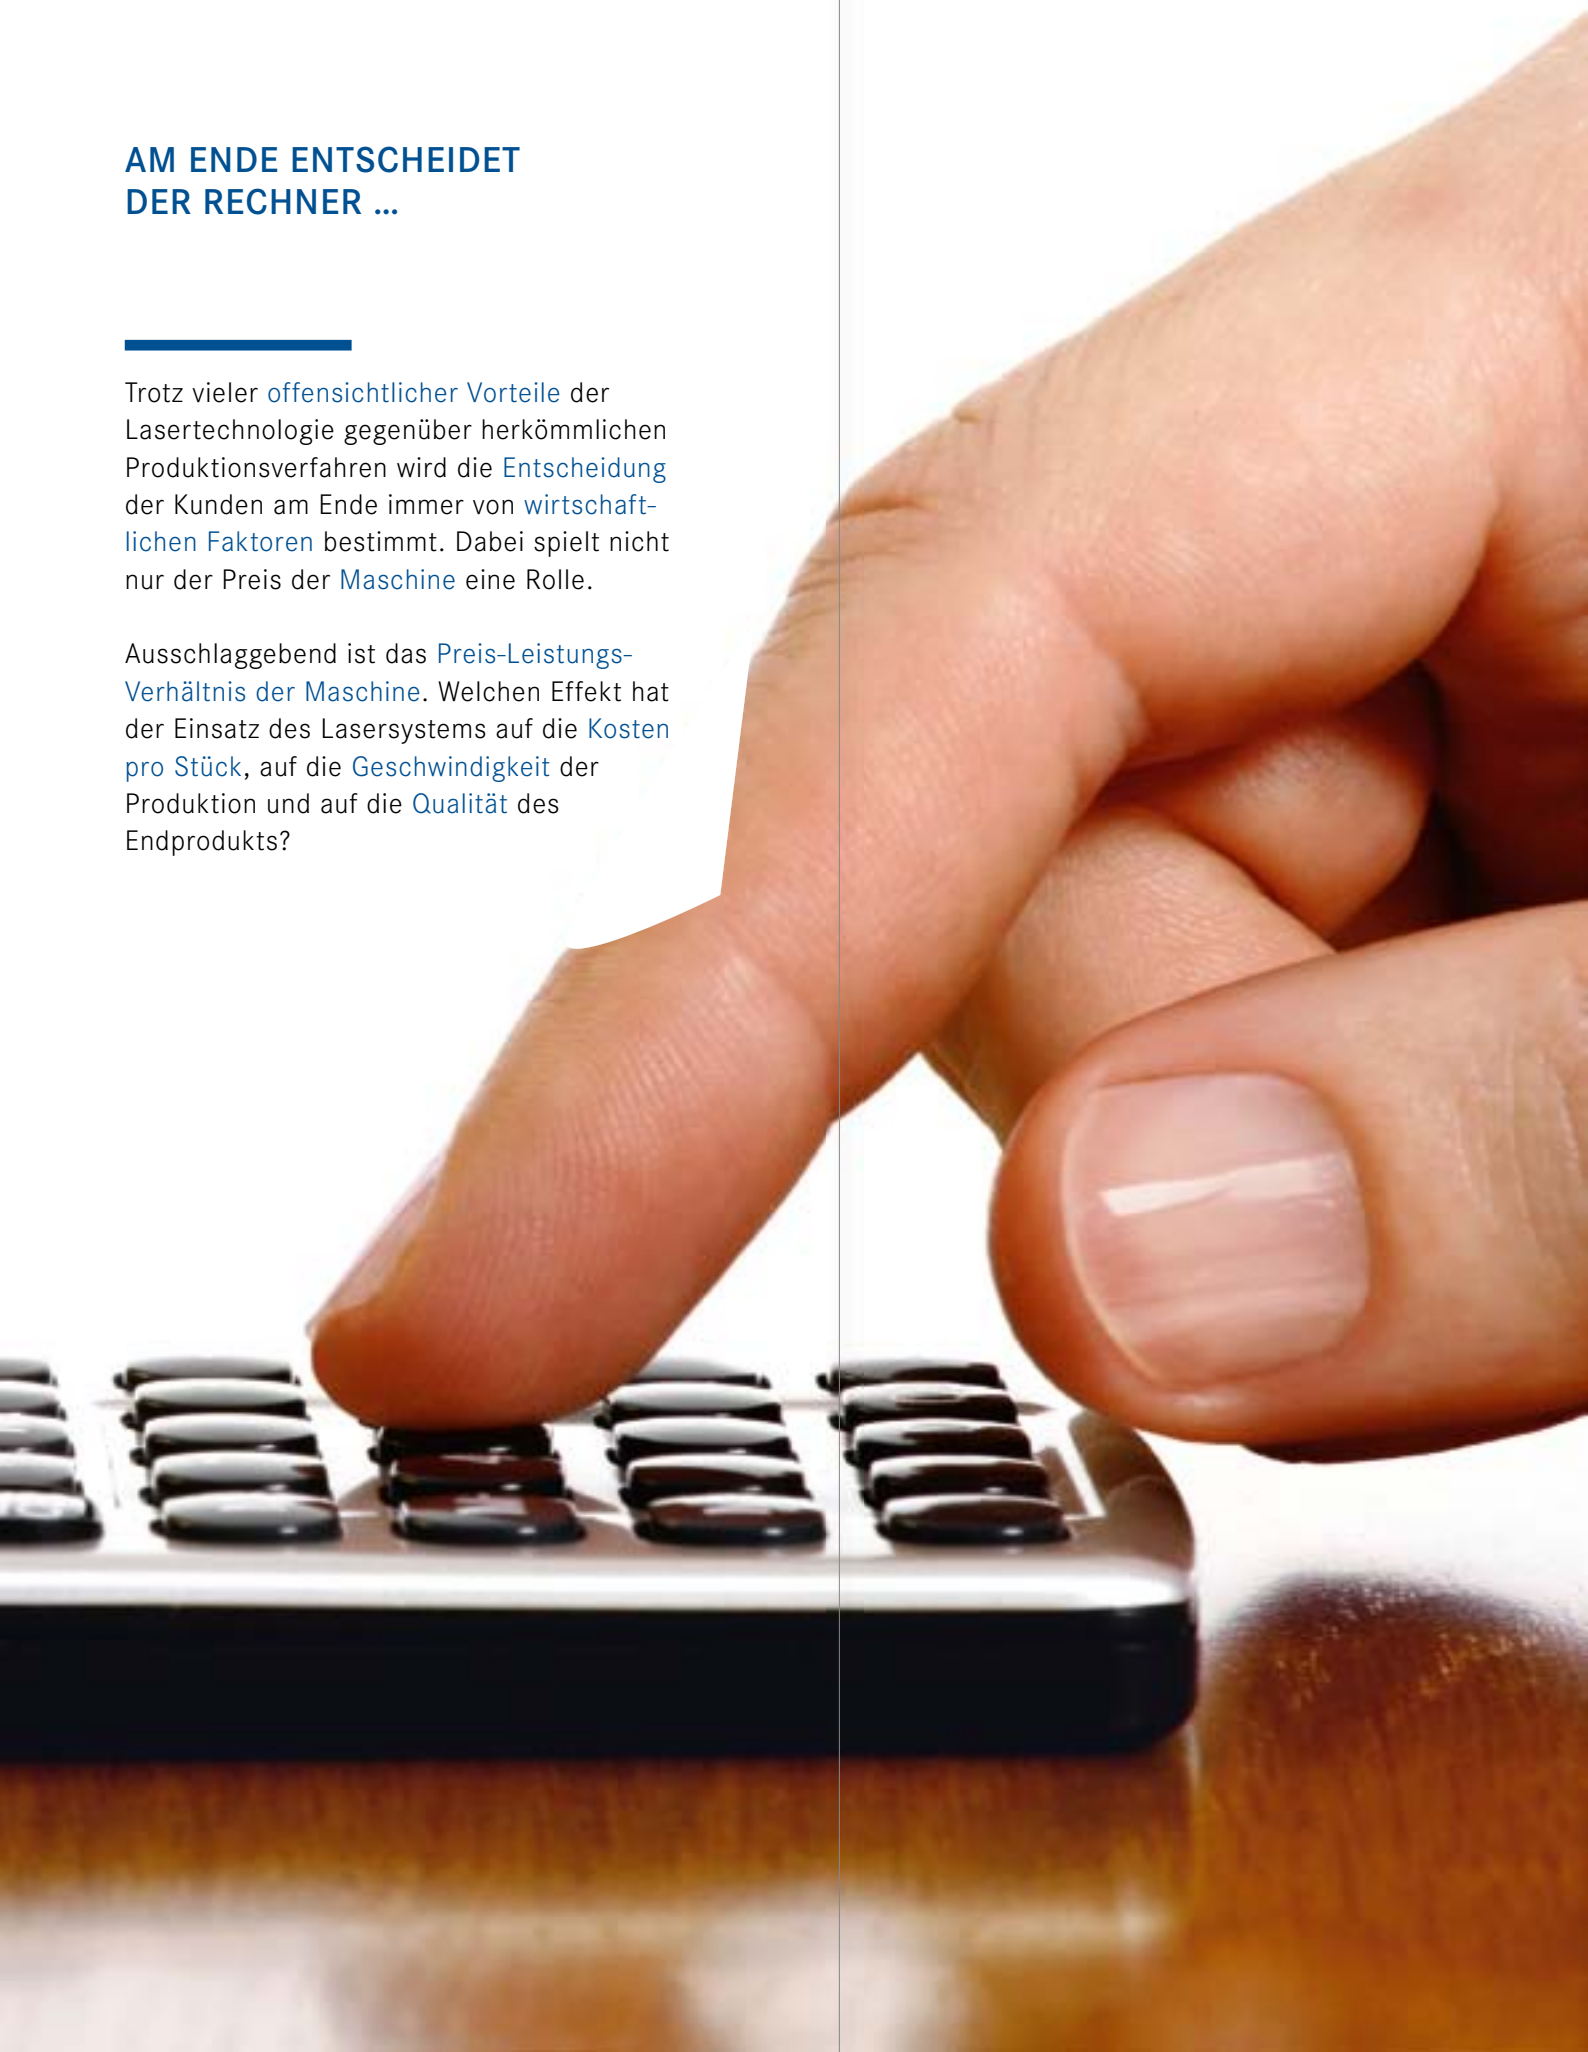 AM ENDE ENTSCHEIDET
DER RECHNER ...
Trotz vieler offensichtlicher Vorteile der
Lasertechnologie gegenüber herkömmlichen
Produktionsverfahren wird die Entscheidung
der Kunden am Ende immer von wirtschaft-
lichen Faktoren bestimmt. Dabei spielt nicht
nur der Preis der Maschine eine Rolle.
Ausschlaggebend ist das Preis-Leistungs-
Verhältnis der Maschine. Welchen Effekt hat
der Einsatz des Lasersystems auf die Kosten
pro Stück, auf die Geschwindigkeit der
Produktion und auf die Qualität des
Endprodukts?